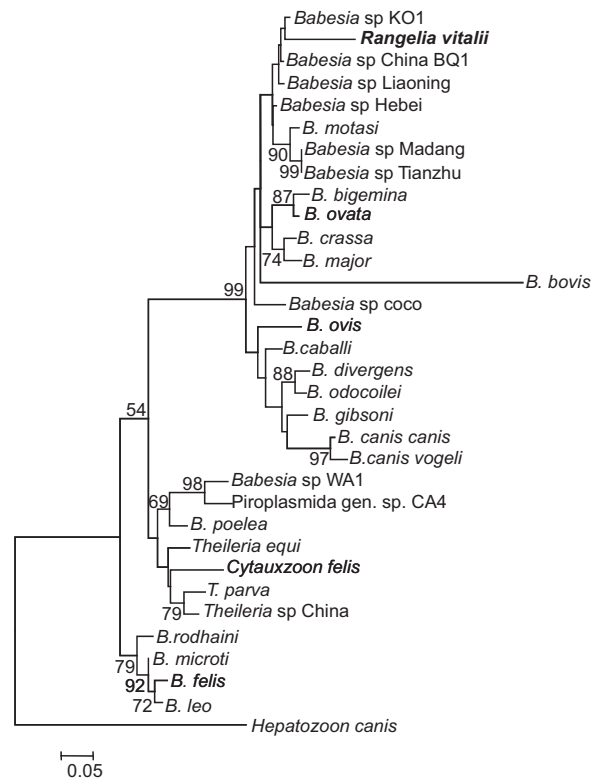 Babesia sp KO1
Rangelia vitalii
Babesia sp China BQ1
Babesia sp Liaoning
Babesia sp Hebei
B. motasi
90
Babesia sp Madang
99
Babesia sp Tianzhu
87
B. bigemina
B. ovata
B. crassa
74
B. major
B. bovis
99
Babesia sp coco
B. ovis
B.caballi
88
B. divergens
B. odocoilei
B. gibsoni
B. canis canis
97
B.canis vogeli
54
98
Babesia sp WA1
69
Piroplasmida gen. sp. CA4
B. poelea
Theileria equi
Cytauxzoon felis
T. parva
79
Theileria sp China
B.rodhaini
79
B. microti
92
B. felis
72
B. leo
Hepatozoon canis
0.05